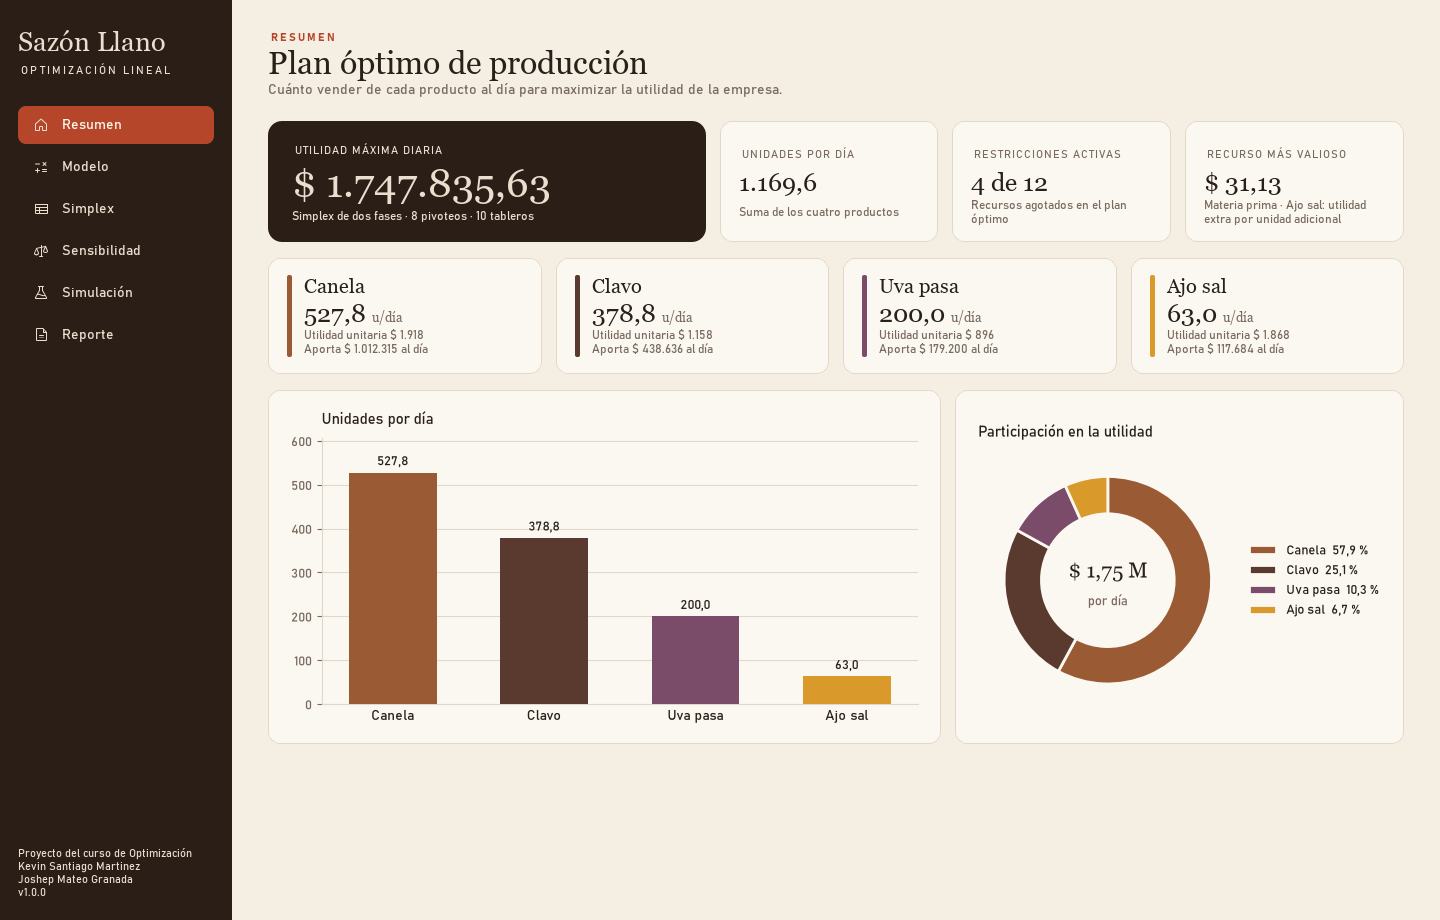 Sazón Llano
OPTIMIZACIÓN LINEAL
Resumen
Modelo
Simplex
Sensibilidad
Simulación
Reporte
Proyecto del curso de Optimización
Kevin Santiago Martinez
Joshep Mateo Granada
v1.0.0
RESUMEN
Plan óptimo de producción
Cuánto vender de cada producto al día para maximizar la utilidad de la empresa.
UTILIDAD MÁXIMA DIARIA
$ 1.747.835,63
Simplex de dos fases · 8 pivoteos · 10 tableros
UNIDADES POR DÍA
1.169,6
Suma de los cuatro productos
RESTRICCIONES ACTIVAS
4 de 12
Recursos agotados en el plan
óptimo
RECURSO MÁS VALIOSO
$ 31,13
Materia prima · Ajo sal: utilidad
extra por unidad adicional
Canela
527,8 u/día
Utilidad unitaria $ 1.918
Aporta $ 1.012.315 al día
Clavo
378,8 u/día
Utilidad unitaria $ 1.158
Aporta $ 438.636 al día
Uva pasa
200,0 u/día
Utilidad unitaria $ 896
Aporta $ 179.200 al día
Ajo sal
63,0 u/día
Utilidad unitaria $ 1.868
Aporta $ 117.684 al día
Unidades por día
600
500
400
300
200
100
0
527,8
378,8
200,0
63,0
Canela
Clavo
Uva pasa
Ajo sal
Participación en la utilidad
$ 1,75 M
por día
Canela 57,9 %
Clavo 25,1 %
Uva pasa 10,3 %
Ajo sal 6,7 %